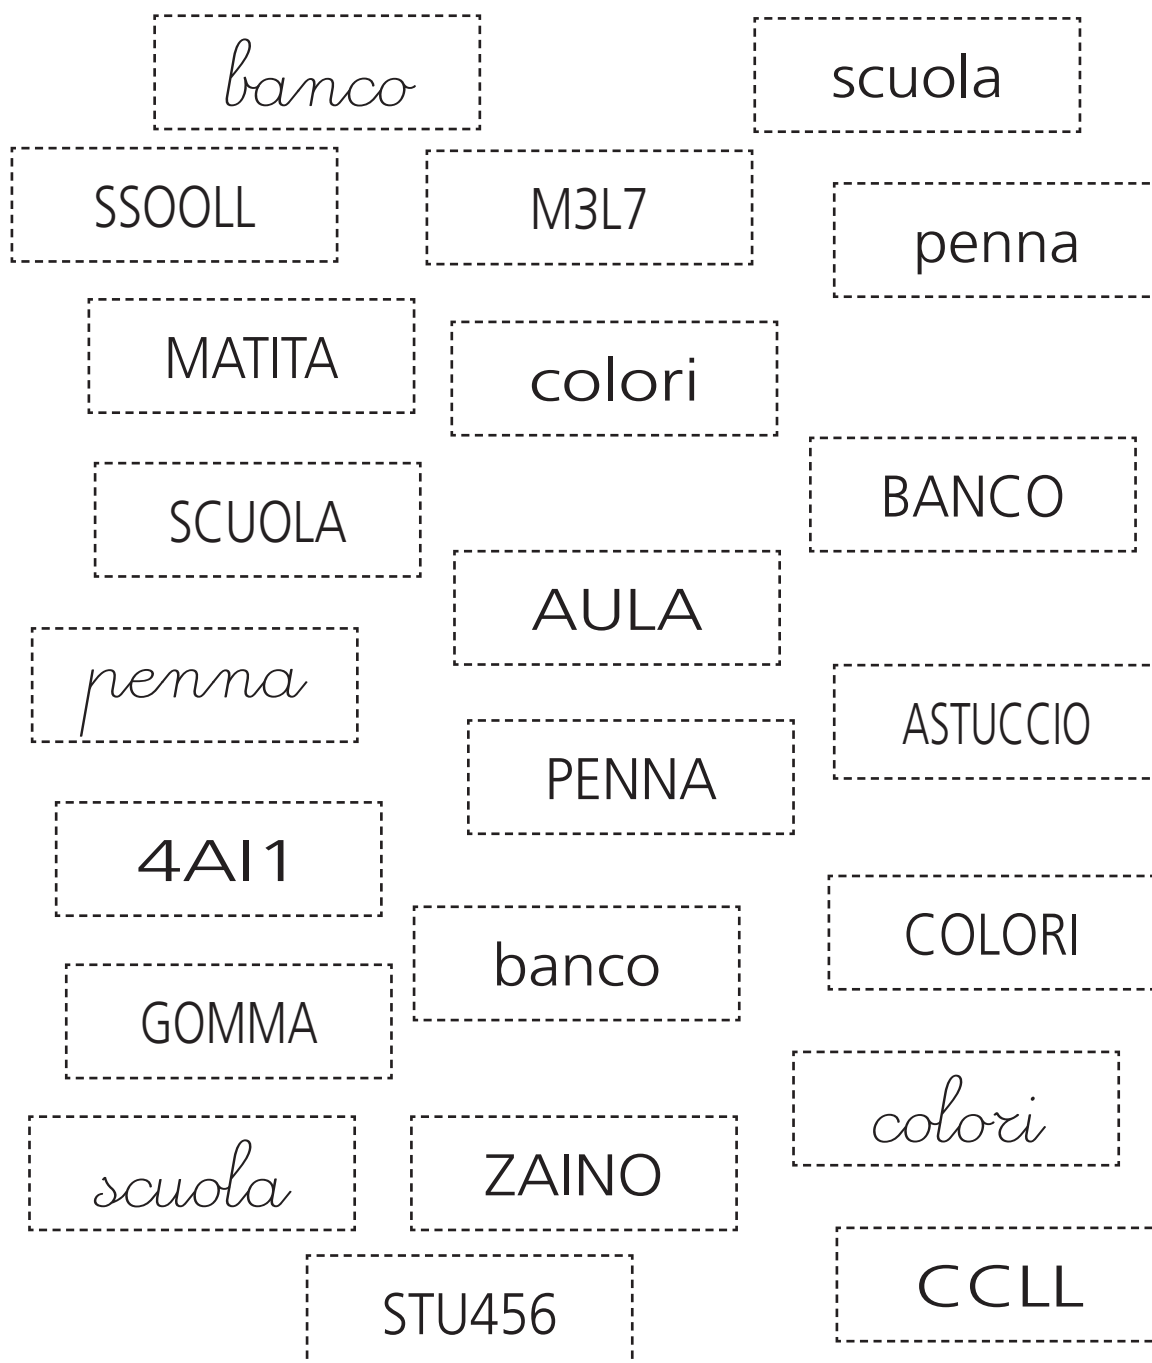 banco
scuola
SSOOLL
M3L7
penna
MATITA
colori
BANCO
SCUOLA
AULA
penna
ASTUCCIO
PENNA
4AI1
COLORI
banco
GOMMA
colori
scuola
ZAINO
CCLL
STU456